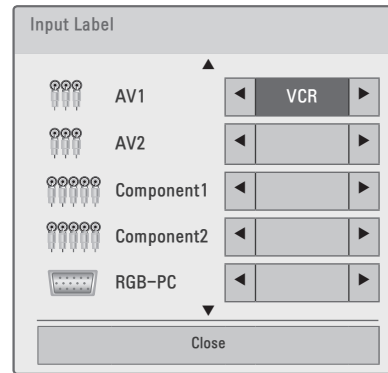 Input Label
AV1 VCR
AV2
Component1
Component2
RGB-PC
Close